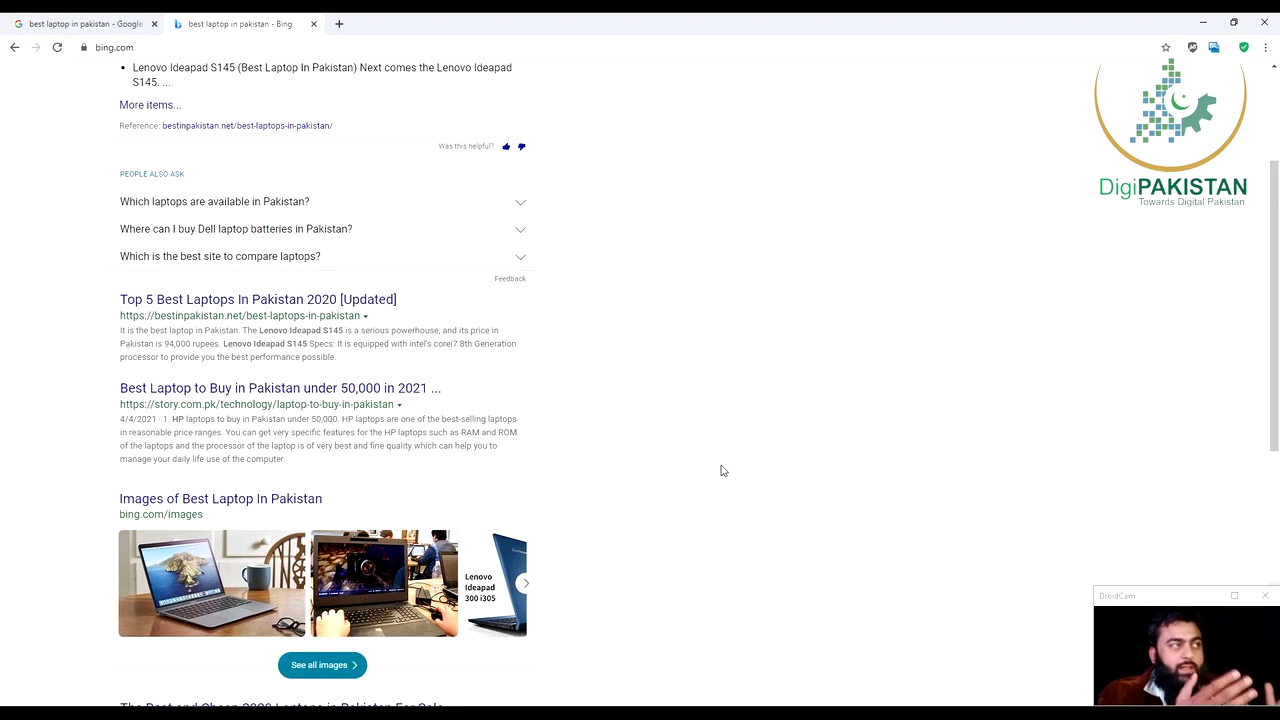 best laptop in pakistan - Google
best laptop in pakistan - Bing
bing.com
Lenovo Ideapad S145 (Best Laptop In Pakistan) Next comes the Lenovo Ideapad
S145. ...
More items...
Reference: bestinpakistan.net/best-laptops-in-pakistan/
Was this helpful?
PEOPLE ALSO ASK
Which laptops are available in Pakistan?
Where can I buy Dell laptop batteries in Pakistan?
Which is the best site to compare laptops?
Feedback
Top 5 Best Laptops In Pakistan 2020 [Updated]
https://bestinpakistan.net/best-laptops-in-pakistan
It is the best laptop in Pakistan. The Lenovo Ideapad S145 is a serious powerhouse, and its price in
Pakistan is 94,000 rupees. Lenovo Ideapad S145 Specs: It is equipped with intel's corei7 8th Generation
processor to provide you the best performance possible.
Best Laptop to Buy in Pakistan under 50,000 in 2021 ...
https://story.com.pk/technology/laptop-to-buy-in-pakistan
4/4/2021 · 1. HP laptops to buy in Pakistan under 50,000. HP laptops are one of the best-selling laptops
in reasonable price ranges. You can get very specific features for the HP laptops such as RAM and ROM
of the laptops and the processor of the laptop is of very best and fine quality which can help you to
manage your daily life use of the computer.
Images of Best Laptop In Pakistan
bing.com/images
Lenovo
Ideapad
300 i305
See all images
The Best and Cheap 2020 Laptops in Pakistan For Sale
DigiPAKISTAN
Towards Digital Pakistan
DroidCam